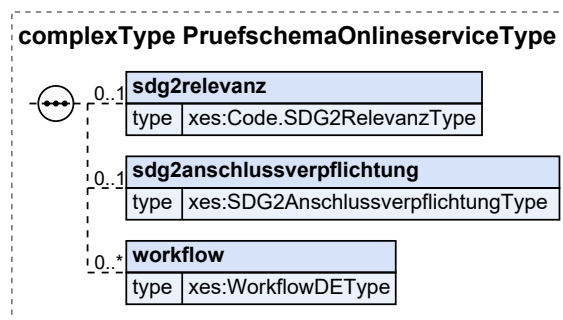 complexType PruefschemaOnlineserviceType
0..1 sdg2relevanz
type xes:Code.SDG2RelevanzType
0..1 sdg2anschlussverpflichtung
type xes:SDG2AnschlussverpflichtungType
0..* workflow
type xes:WorkflowDEType